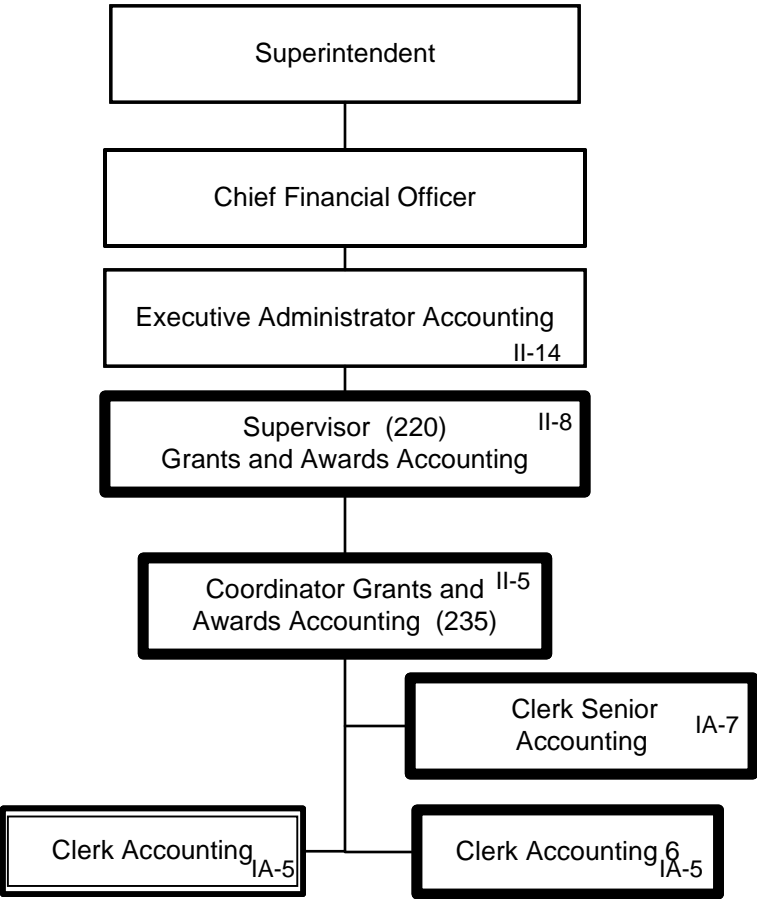 Superintendent
Chief Financial Officer
Executive Administrator Accounting
II-14
Supervisor (220) II-8
Grants and Awards Accounting
Coordinator Grants and II-5
Awards Accounting (235)
Clerk Senior
Accounting IA-7
Clerk Accounting
IA-5
Clerk Accounting 6
IA-5